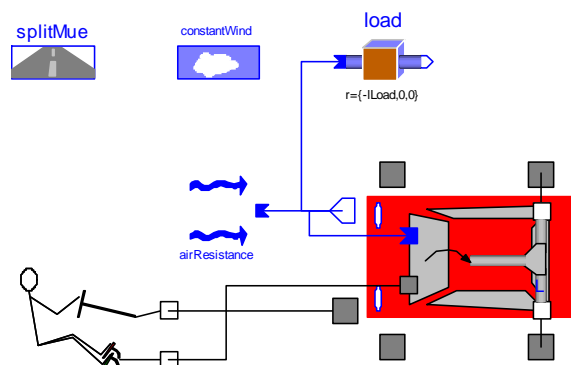 splitMue
constantWind
load
r={-lLoad,0,0}
airResistance
L